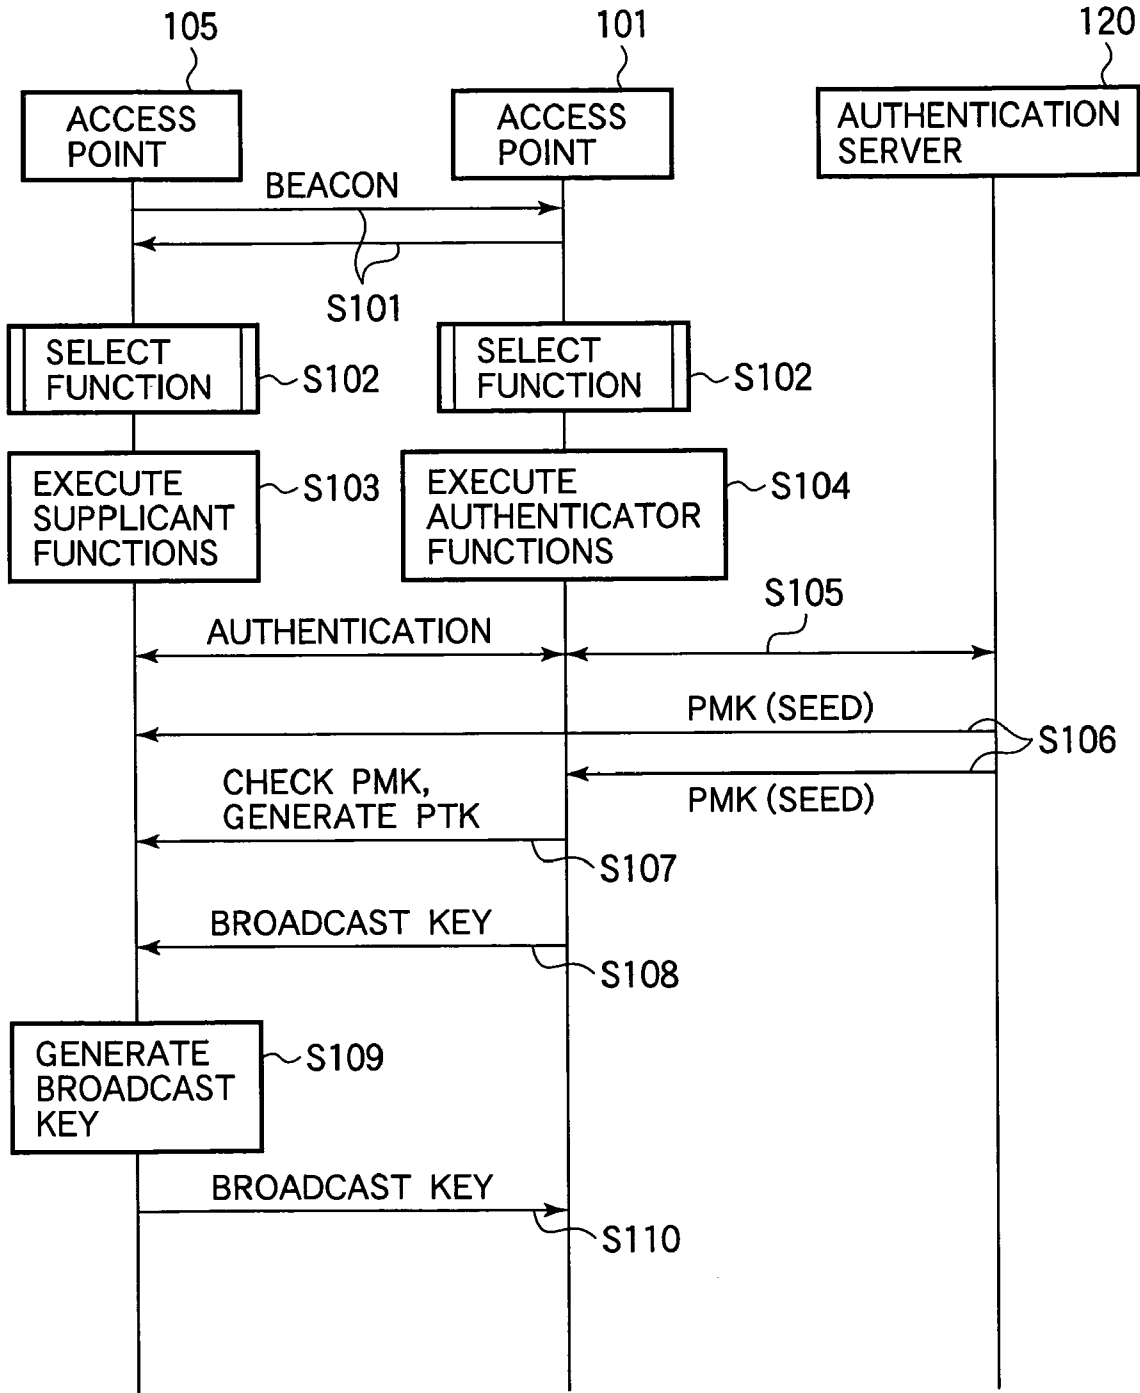 105
101
120
ACCESS
POINT
ACCESS
POINT
AUTHENTICATION
SERVER
BEACON
S101
SELECT
FUNCTION
S102
SELECT
FUNCTION
S102
EXECUTE
SUPPLICANT
FUNCTIONS
S103
EXECUTE
AUTHENTICATOR
FUNCTIONS
S104
S105
AUTHENTICATION
PMK (SEED)
S106
PMK (SEED)
CHECK PMK,
GENERATE PTK
S107
BROADCAST KEY
S108
GENERATE
BROADCAST
KEY
S109
BROADCAST KEY
S110